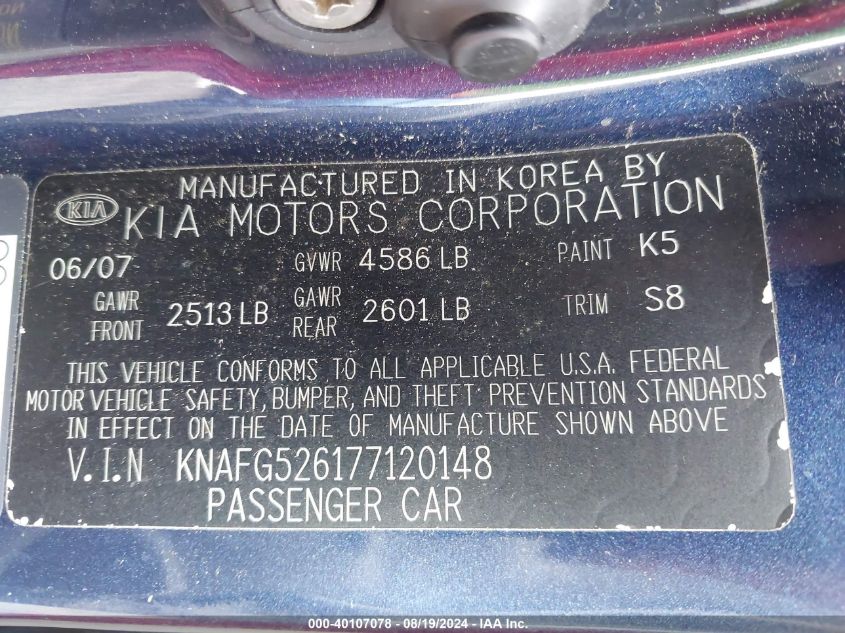 MANUFACTURED IN KOREA BY
KIA KIA MOTORS CORPORATION
06/07 GVWR 4586 LB PAINT K5
GAWR FRONT 2513 LB GAWR REAR 2601 LB TRIM S8
THIS VEHICLE CONFORMS TO ALL APPLICABLE U.S.A. FEDERAL
MOTOR VEHICLE SAFETY, BUMPER, AND THEFT PREVENTION STANDARDS
IN EFFECT ON THE DATE OF MANUFACTURE SHOWN ABOVE
V.I.N KNAFG526177120148
PASSENGER CAR
000-40107078 - 08/19/2024 - IAA Inc.